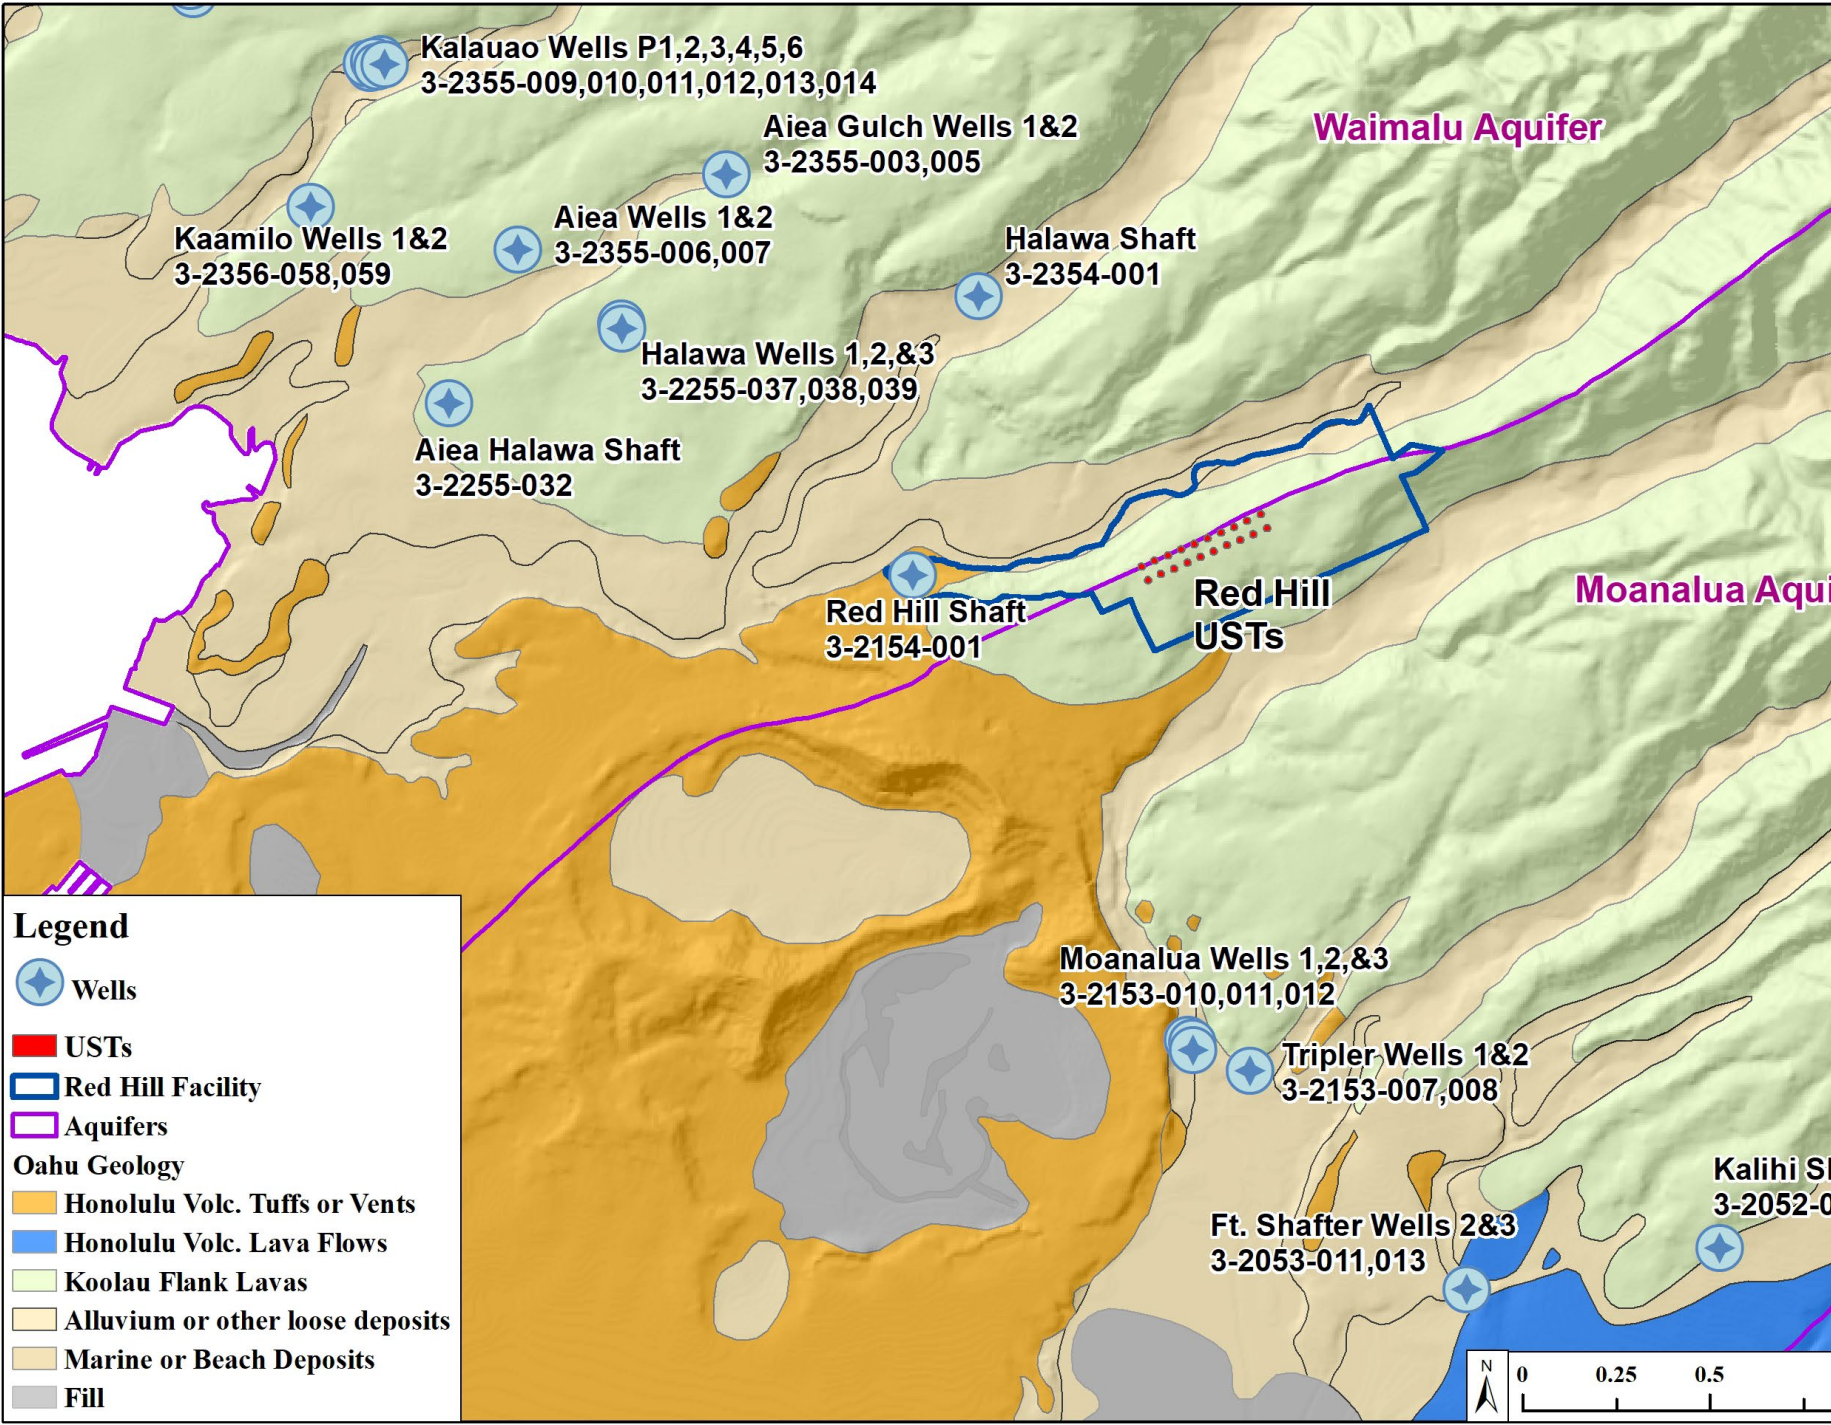 Kalauao Wells P1,2,3,4,5,6
3-2355-009,010,011,012,013,014
Aiea Gulch Wells 1&2
3-2355-003,005
Waimalu Aquifer
Kaamilo Wells 1&2
3-2356-058,059
Aiea Wells 1&2
3-2355-006,007
Halawa Shaft
3-2354-001
Halawa Wells 1,2,&3
3-2255-037,038,039
Aiea Halawa Shaft
3-2255-032
Red Hill Shaft
3-2154-001
Red Hill
USTs
Moanalua Aqui
Moanalua Wells 1,2,&3
3-2153-010,011,012
Tripler Wells 1&2
3-2153-007,008
Ft. Shafter Wells 2&3
3-2053-011,013
Kalihi S
3-2052-0
Legend
Wells
USTs
Red Hill Facility
Aquifers
Oahu Geology
Honolulu Volc. Tuffs or Vents
Honolulu Volc. Lava Flows
Koolau Flank Lavas
Alluvium or other loose deposits
Marine or Beach Deposits
Fill
N
0 0.25 0.5